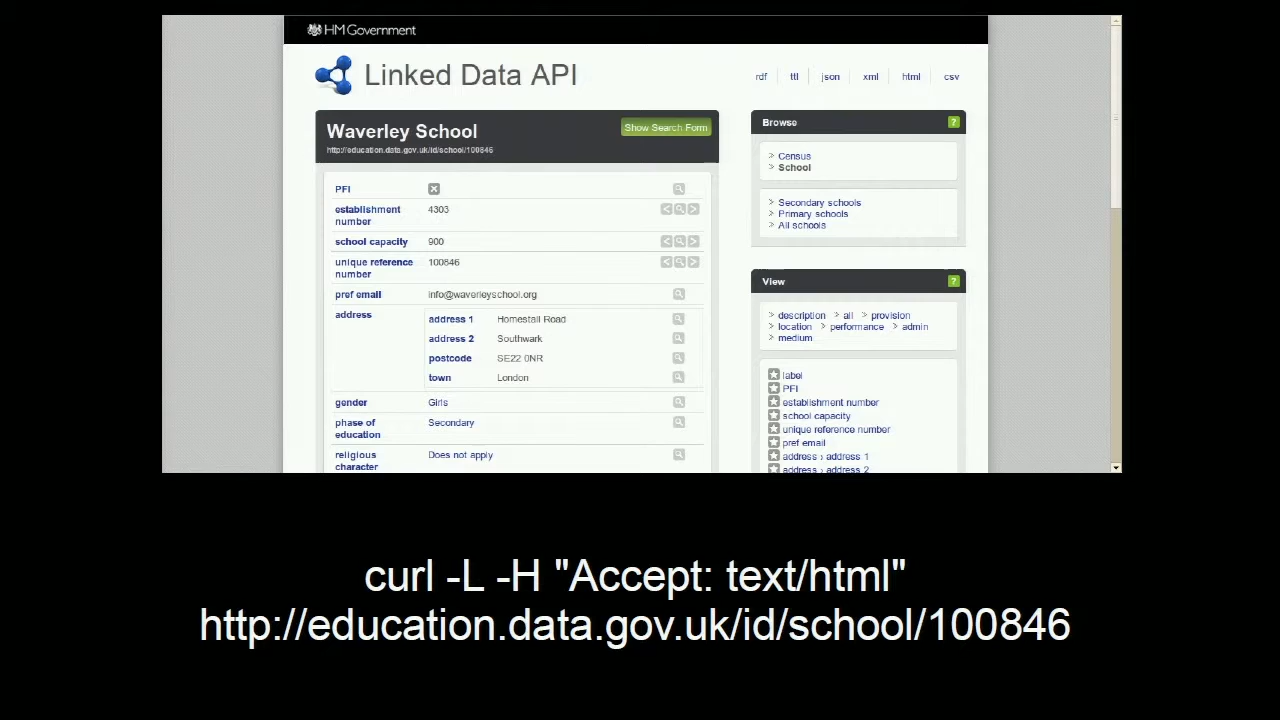 HM Government
Linked Data API
rdf ttl json xml html csv
Waverley School
Show Search Form
http://education.data.gov.uk/id/school/100846
PFI
establishment
number
4303
school capacity 900
unique reference
number
100846
pref email info@waverleyschool.org
address
address 1 Homestall Road
address 2 Southwark
postcode SE22 0NR
town London
gender Girls
phase of
education
Secondary
religious
character
Does not apply
Browse ?
> Census
> School
> Secondary schools
> Primary schools
> All schools
View ?
> description > all > provision
> location > performance > admin
> medium
label
PFI
establishment number
school capacity
unique reference number
pref email
address › address 1
address › address 2
curl -L -H "Accept: text/html"
http://education.data.gov.uk/id/school/100846